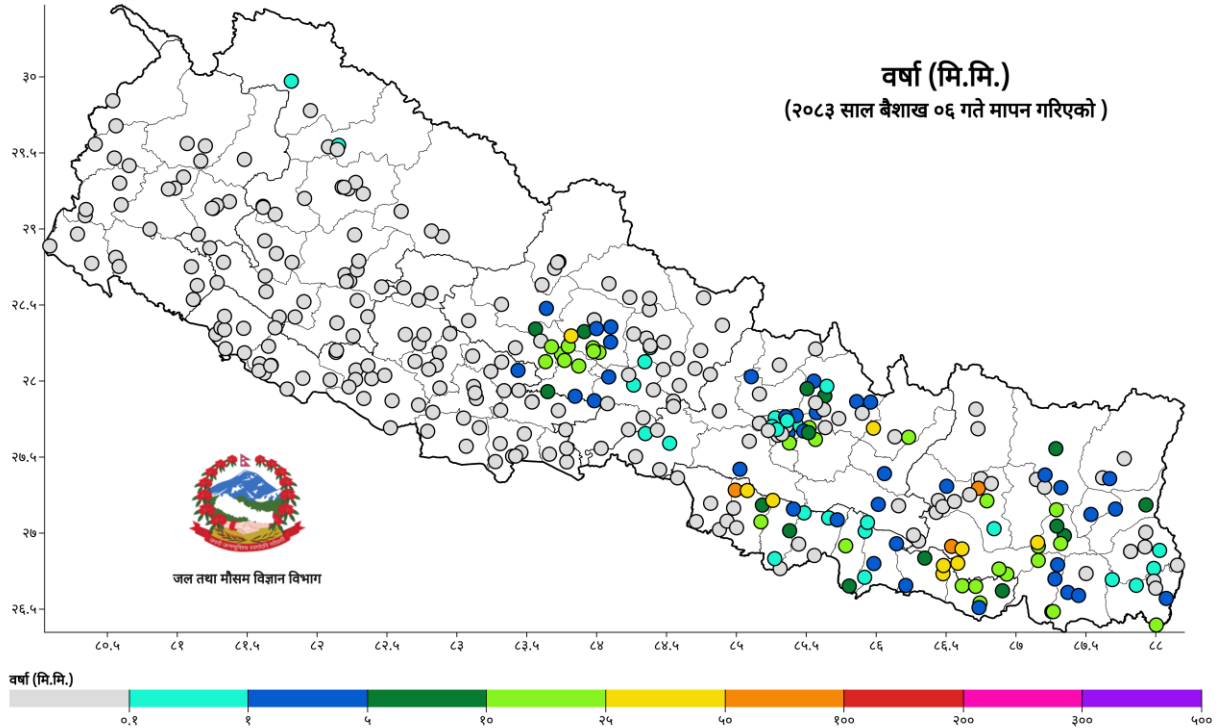 वर्षा (मि.मि.)
(२०८३ साल बैशाख ०६ गते मापन गरिएको )
३०
२९.५
२९
२८.५
२८
२७.५
२७
२६.५
जल तथा मौसम विज्ञान विभाग
८०.५ ८१ ८१.५ ८२ ८२.५ ८३ ८३.५ ८४ ८४.५ ८५ ८५.५ ८६ ८६.५ ८७ ८७.५ ८८
वर्षा (मि.मि.)
०.१ १ ५ १० २५ ५० १०० २०० ३०० ५००